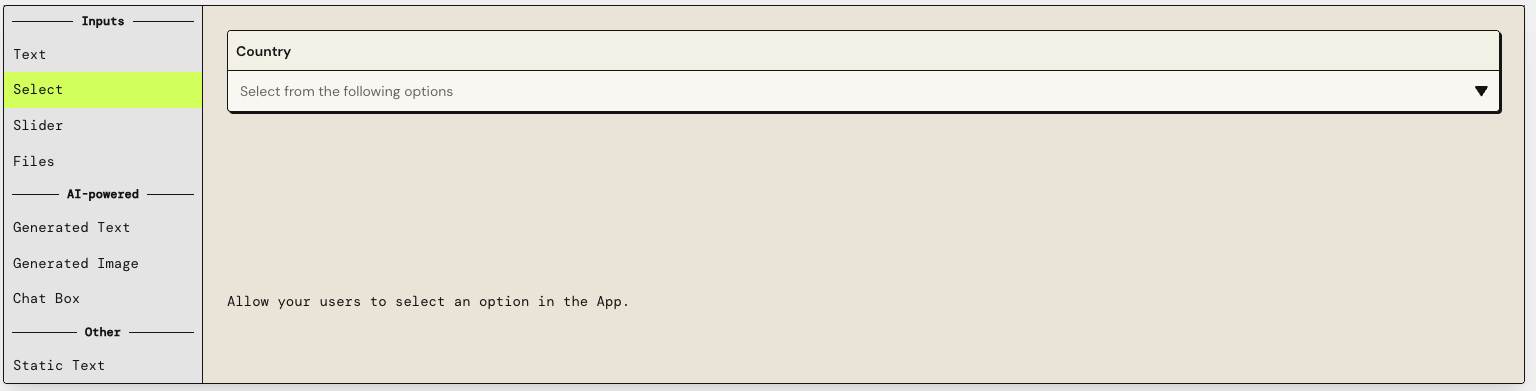 Inputs
Text
Select
Slider
Files
AI-powered
Generated Text
Generated Image
Chat Box
Other
Static Text
Country
Select from the following options
Allow your users to select an option in the App.